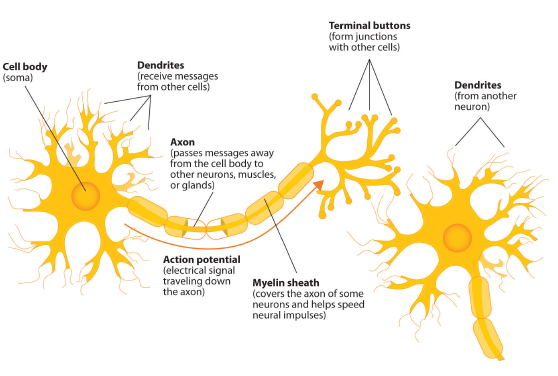 Terminal buttons
(form junctions
with other cells)
Cell body
(soma)
Dendrites
(receive messages
from other cells)
Dendrites
(from another
neuron)
Axon
(passes messages away
from the cell body to
other neurons, muscles,
or glands)
Action potential
(electrical signal
traveling down
the axon)
Myelin sheath
(covers the axon of some
neurons and helps speed
neural impulses)